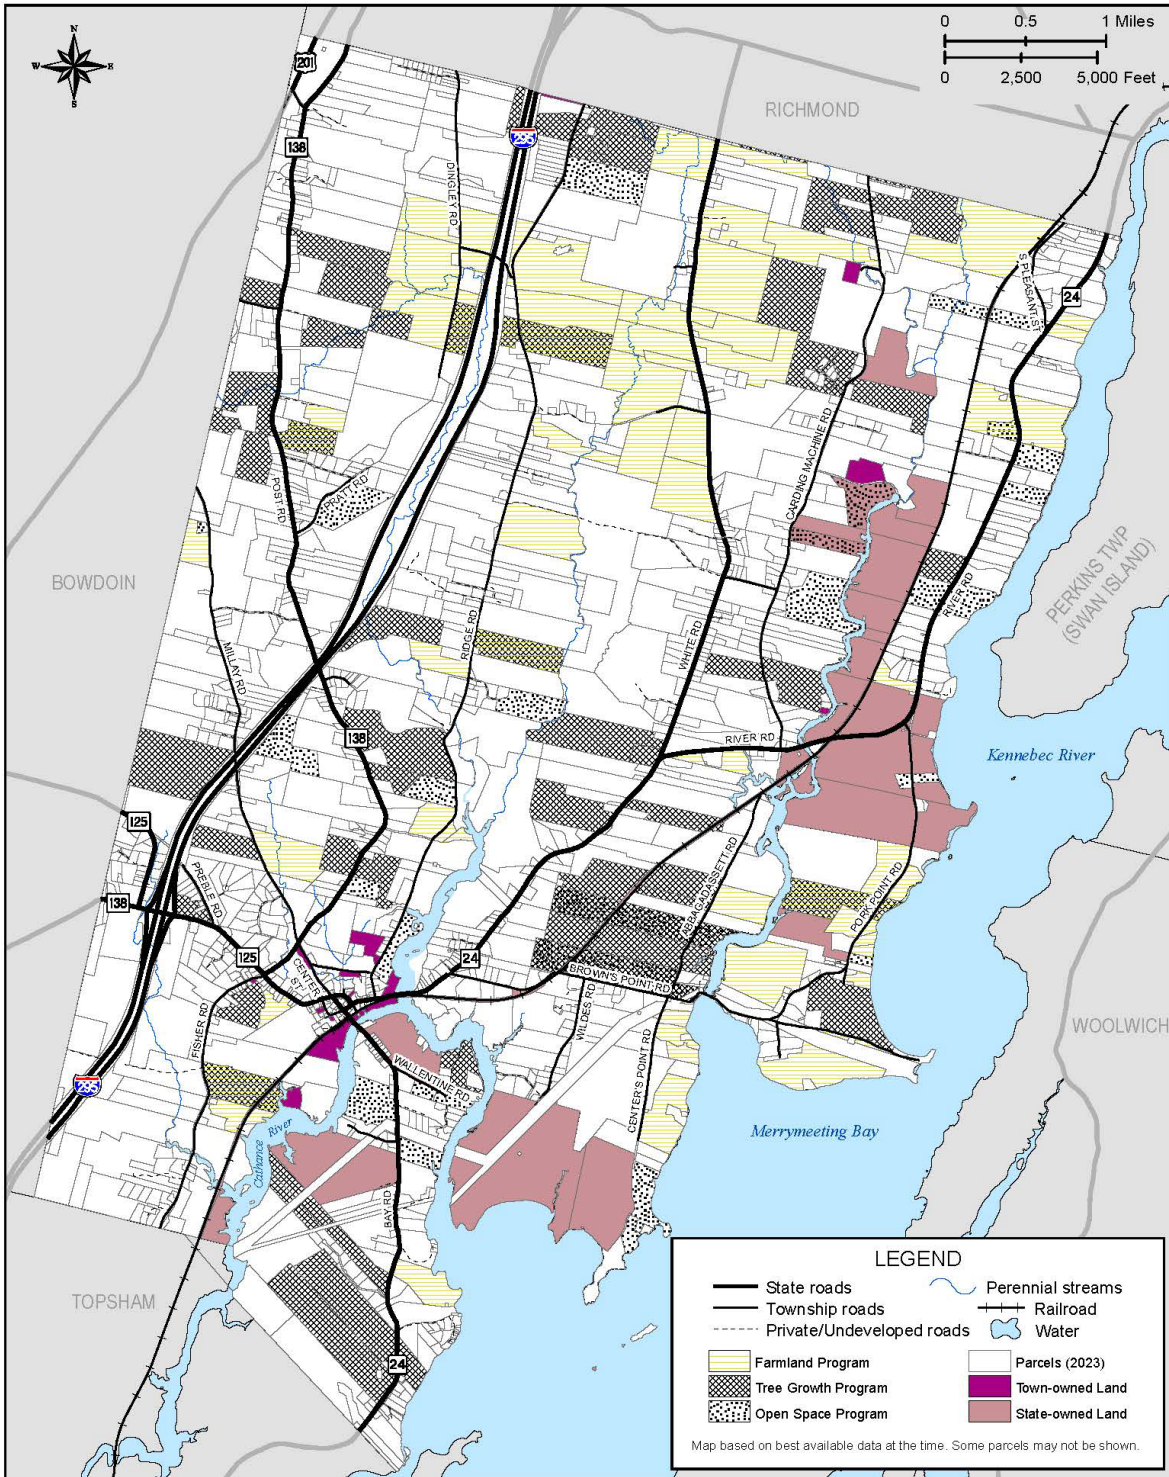 N
W E
S
0 0.5 1 Miles
0 2,500 5,000 Feet
RICHMOND
201
295
138
DINGLEY RD
S PLEASANT ST
24
CARDING MACHINE RD
POST RD
PRATT RD
BOWDOIN
PERKINS TWP
(SWAN ISLAND)
RIVER RD
MILLAY RD
RIDGE RD
WHITE RD
138
RIVER RD
Kennebec River
125
PREBLE RD
ABBAGADASSETT RD
PORK POINT RD
138
125
24
CENTER ST
BROWN'S POINT RD
FISHER RD
WILDES RD
CENTER'S POINT RD
WOOLWICH
WALLENTINE RD
295
Cathance River
Merrymeeting Bay
BAY RD
TOPSHAM
24
LEGEND
State roads
Township roads
Private/Undeveloped roads
Perennial streams
Railroad
Water
Farmland Program
Tree Growth Program
Open Space Program
Parcels (2023)
Town-owned Land
State-owned Land
Map based on best available data at the time. Some parcels may not be shown.